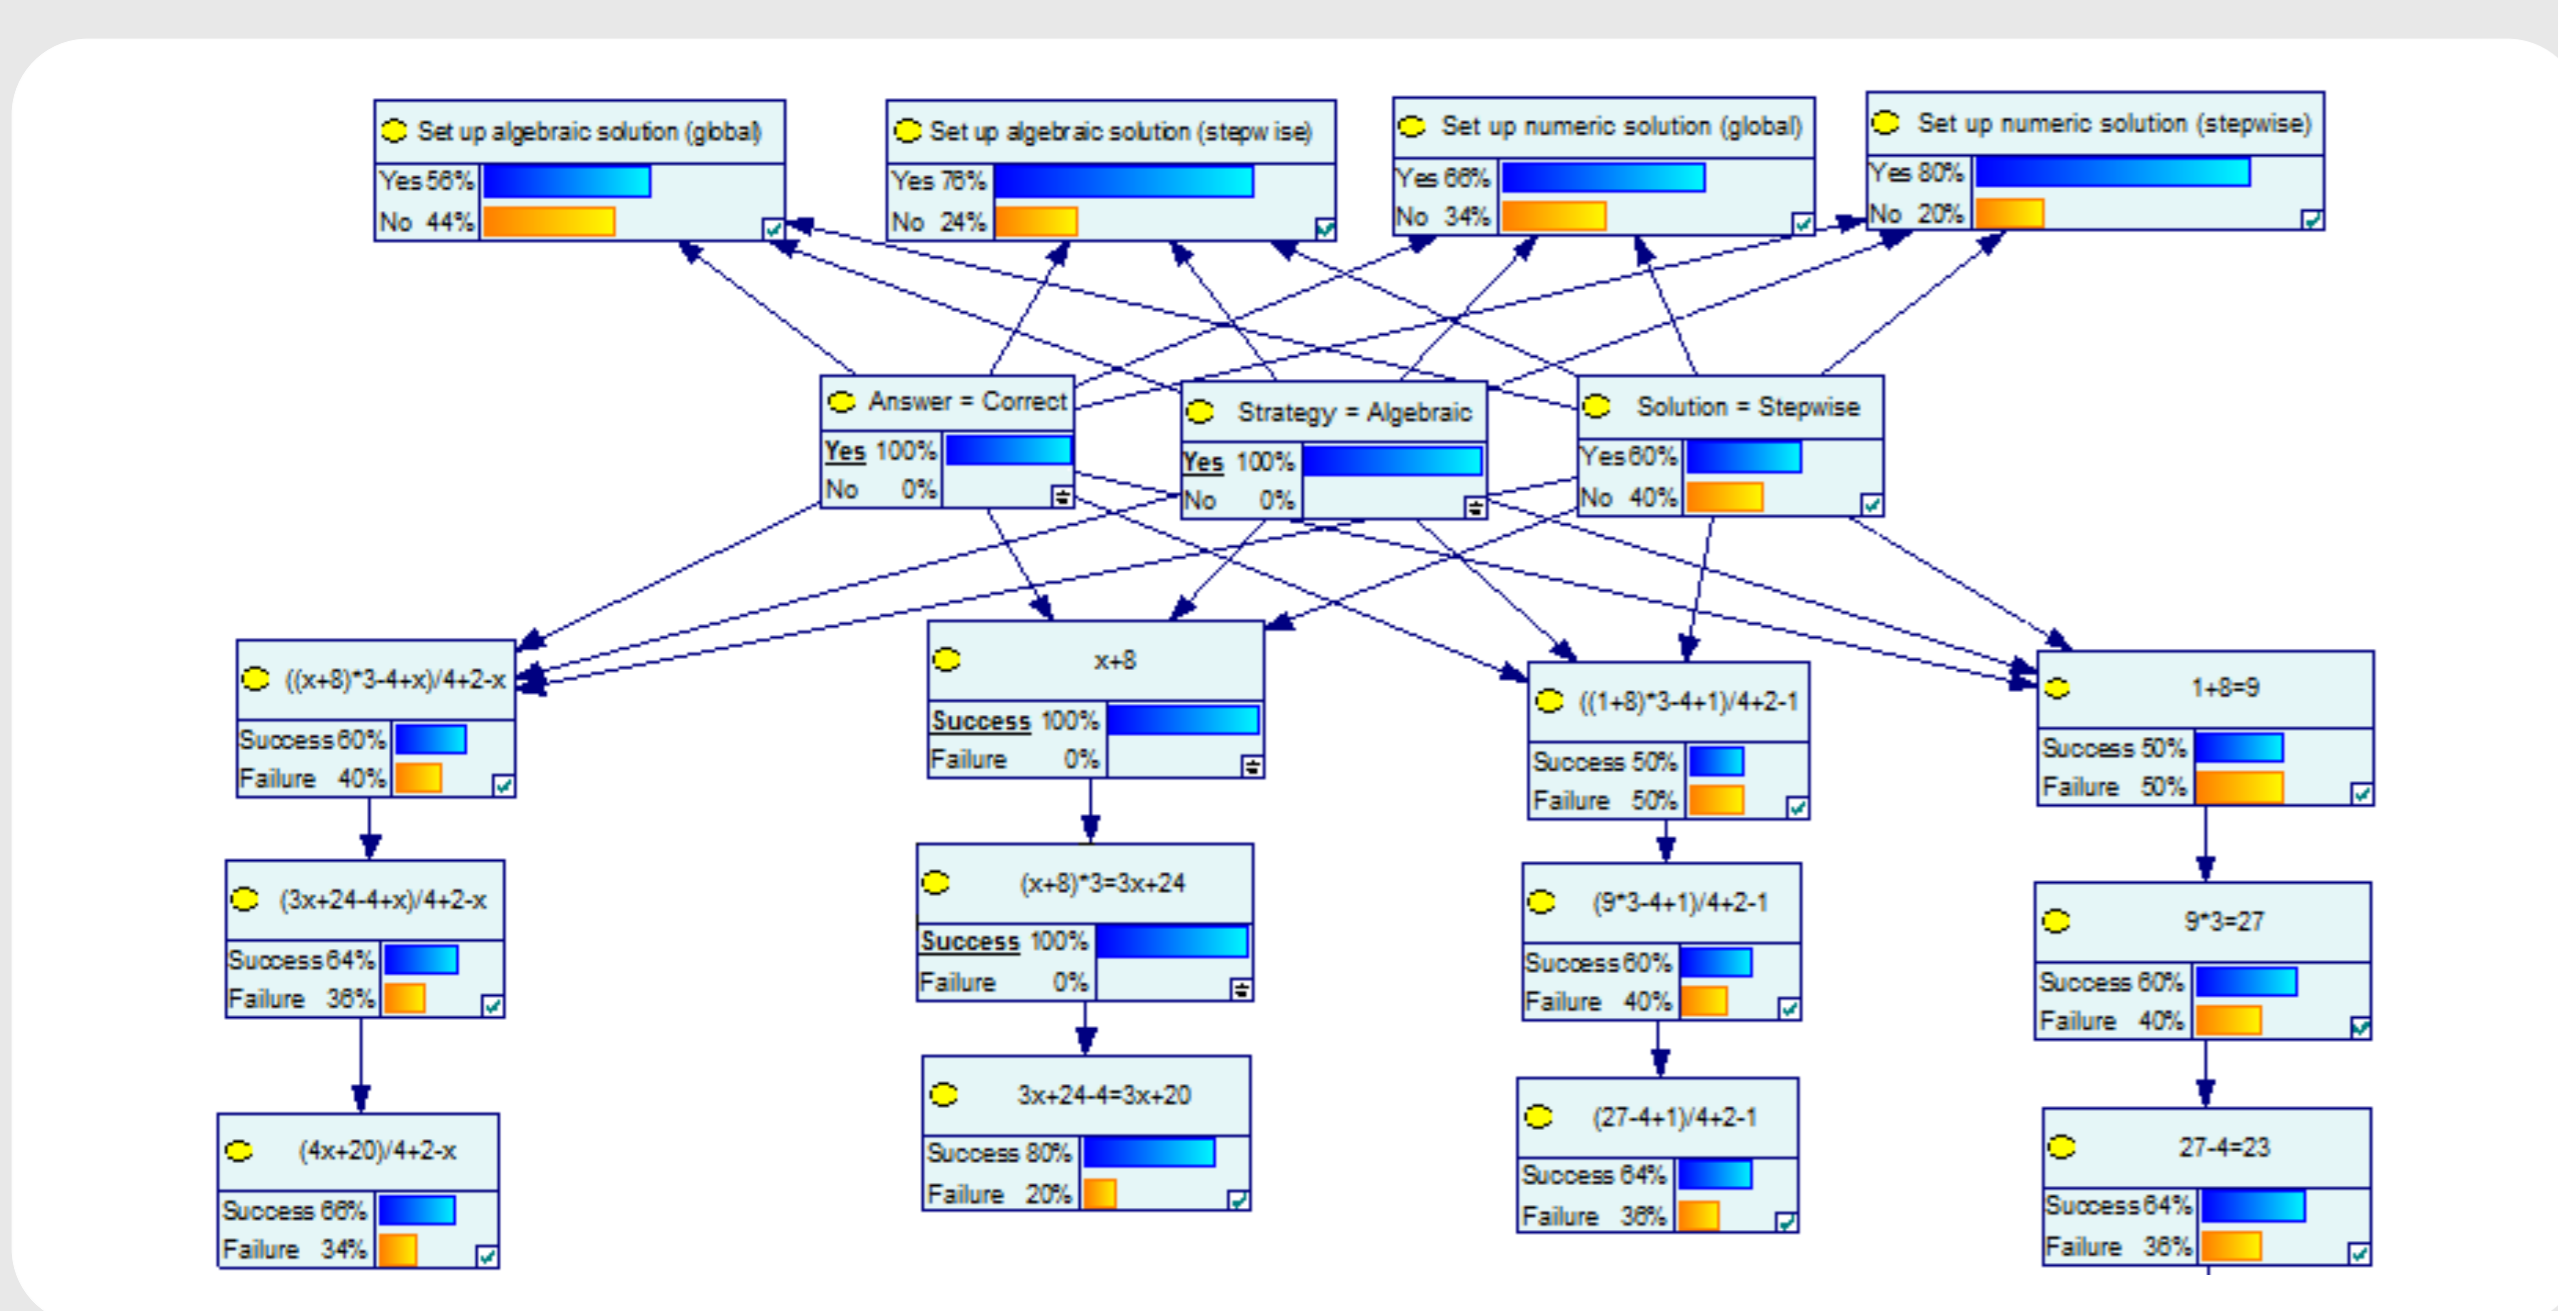 Set up algebraic solution (global)
Yes 56%
No 44%
Set up algebraic solution (stepwise)
Yes 76%
No 24%
Set up numeric solution (global)
Yes 66%
No 34%
Set up numeric solution (stepwise)
Yes 80%
No 20%
Answer = Correct
Yes 100%
No 0%
Strategy = Algebraic
Yes 100%
No 0%
Solution = Stepwise
Yes 60%
No 40%
((x+8)*3-4+x)/4+2-x
Success 60%
Failure 40%
x+8
Success 100%
Failure 0%
((1+8)*3-4+1)/4+2-1
Success 50%
Failure 50%
1+8=9
Success 50%
Failure 50%
(3x+24-4+x)/4+2-x
Success 64%
Failure 36%
(x+8)*3=3x+24
Success 100%
Failure 0%
(9*3-4+1)/4+2-1
Success 60%
Failure 40%
9*3=27
Success 60%
Failure 40%
(4x+20)/4+2-x
Success 66%
Failure 34%
3x+24-4=3x+20
Success 80%
Failure 20%
(27-4+1)/4+2-1
Success 64%
Failure 36%
27-4=23
Success 64%
Failure 36%